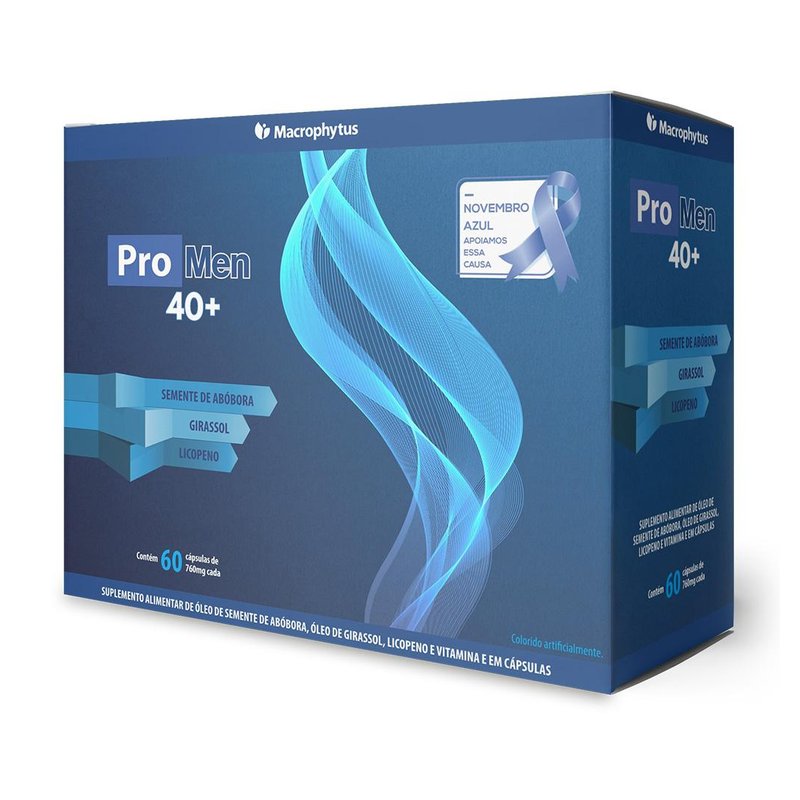 Macrophytus
Pro Men
40+
NOVEMBRO
AZUL
APOIAMOS
ESSA
CAUSA
SEMENTE DE ABÓBORA
GIRASSOL
LICOPENO
Contém 60 cápsulas de
760mg cada
SUPLEMENTO ALIMENTAR DE ÓLEO DE SEMENTE DE ABÓBORA, ÓLEO DE GIRASSOL, LICOPENO E VITAMINA E EM CÁPSULAS
Colorido artificialmente.
Macrophytus
Pro Men
40+
SEMENTE DE ABÓBORA
GIRASSOL
LICOPENO
SUPLEMENTO ALIMENTAR DE ÓLEO DE
SEMENTE DE ABÓBORA, ÓLEO DE GIRASSOL,
LICOPENO E VITAMINA E EM CÁPSULAS
Contém 60 cápsulas de
760mg cada